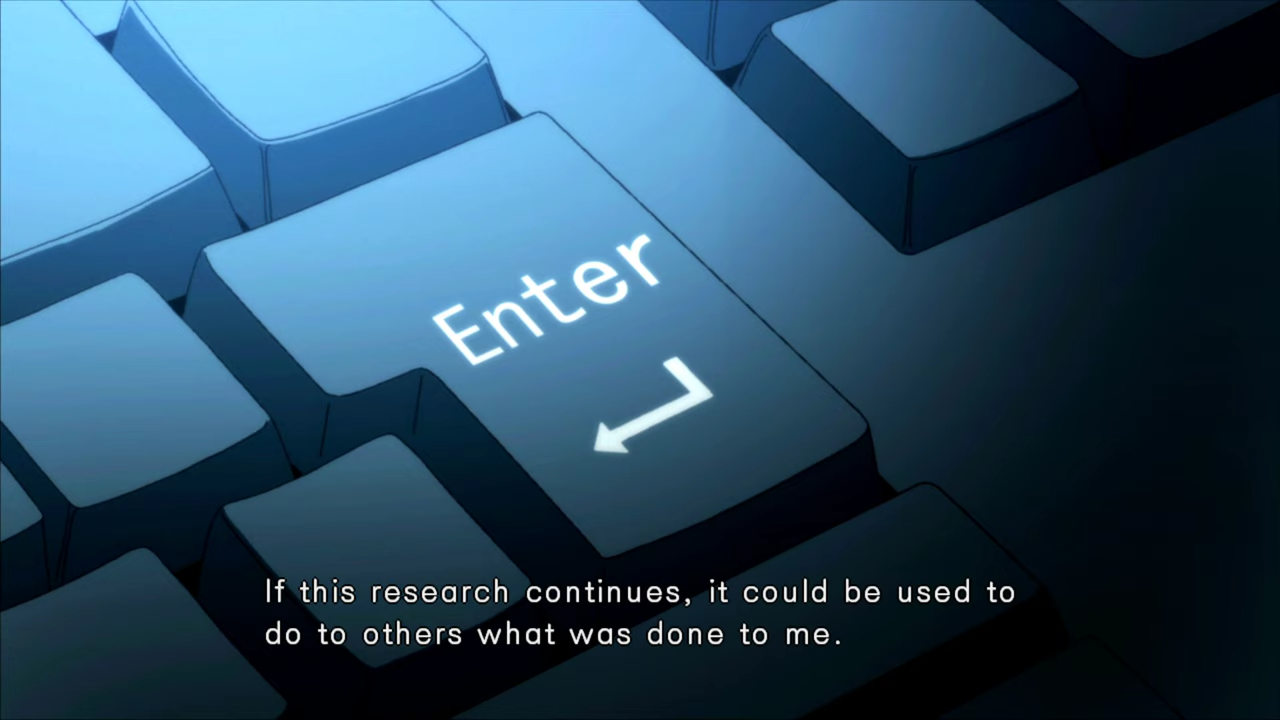 Enter
If this research continues, it could be used to
do to others what was done to me.